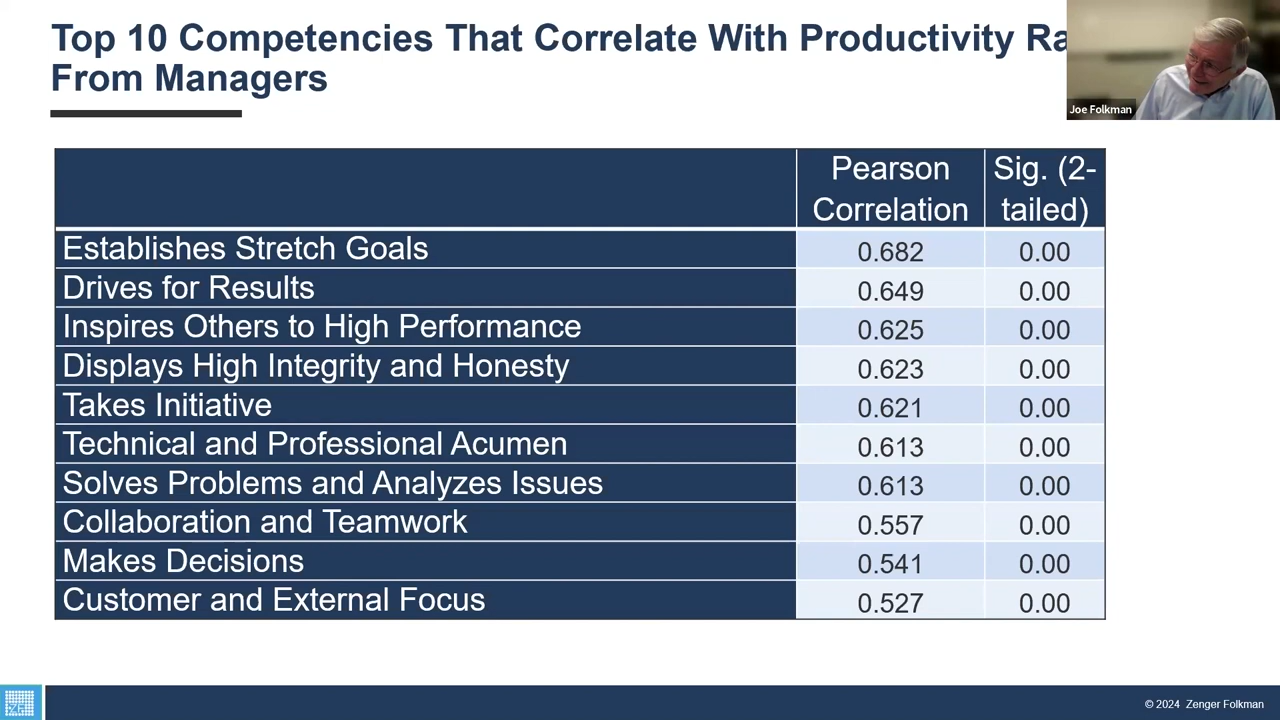 Top 10 Competencies That Correlate With Productivity
From Managers
Joe Folkman
Pearson Correlation
Sig. (2-tailed)
Establishes Stretch Goals 0.682 0.00
Drives for Results 0.649 0.00
Inspires Others to High Performance 0.625 0.00
Displays High Integrity and Honesty 0.623 0.00
Takes Initiative 0.621 0.00
Technical and Professional Acumen 0.613 0.00
Solves Problems and Analyzes Issues 0.613 0.00
Collaboration and Teamwork 0.557 0.00
Makes Decisions 0.541 0.00
Customer and External Focus 0.527 0.00
ZF
© 2024 Zenger Folkman